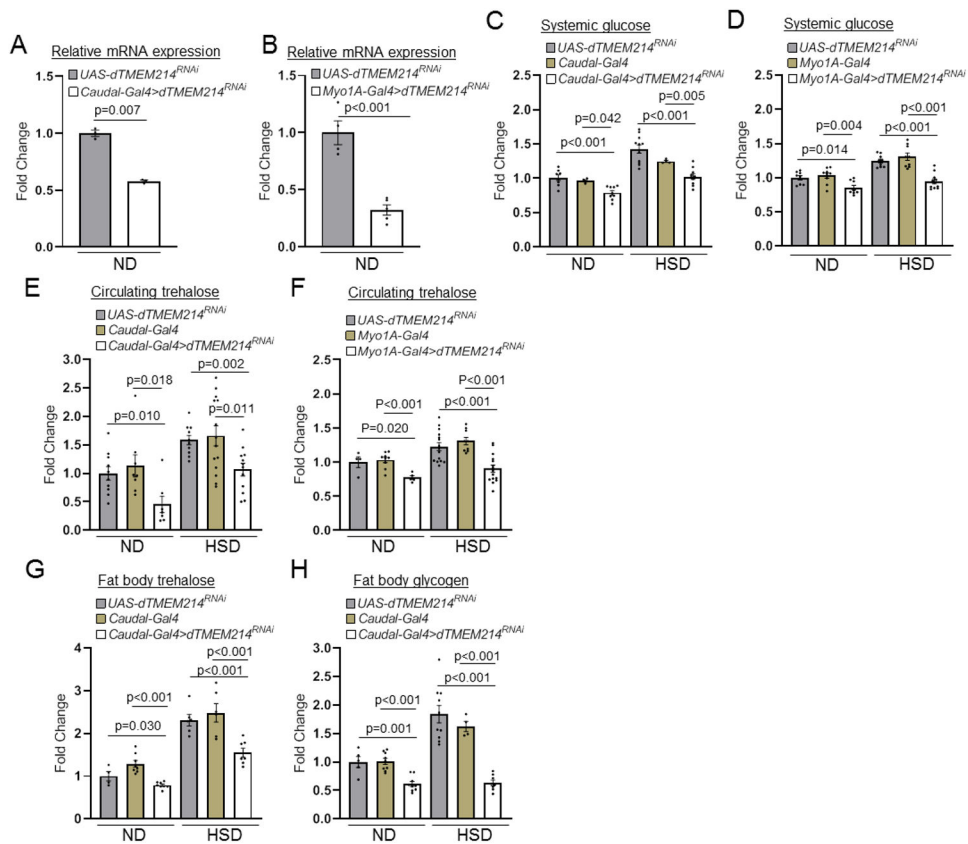 A
Relative mRNA expression
UAS-dTMEM214RNAi
Caudal-Gal4>dTMEM214RNAi
p=0.007
Fold Change
1.5
1.0
0.5
0.0
ND
B
Relative mRNA expression
UAS-dTMEM214RNAi
Myo1A-Gal4>dTMEM214RNAi
p<0.001
Fold Change
1.5
1.0
0.5
0.0
ND
C
Systemic glucose
UAS-dTMEM214RNAi
Caudal-Gal4
Caudal-Gal4>dTMEM214RNAi
p=0.005
p=0.042
p<0.001
p<0.001
Fold Change
2.5
2.0
1.5
1.0
0.5
0.0
ND
HSD
D
Systemic glucose
UAS-dTMEM214RNAi
Myo1A-Gal4
Myo1A-Gal4>dTMEM214RNAi
p<0.001
p=0.004
p<0.001
p=0.014
Fold Change
2.5
2.0
1.5
1.0
0.5
0.0
ND
HSD
E
Circulating trehalose
UAS-dTMEM214RNAi
Caudal-Gal4
Caudal-Gal4>dTMEM214RNAi
p=0.002
p=0.018
p=0.010
p=0.011
Fold Change
3.0
2.5
2.0
1.5
1.0
0.5
0.0
ND
HSD
F
Circulating trehalose
UAS-dTMEM214RNAi
Myo1A-Gal4
Myo1A-Gal4>dTMEM214RNAi
P<0.001
P<0.001
p<0.001
P=0.020
Fold Change
2.5
2.0
1.5
1.0
0.5
0.0
ND
HSD
G
Fat body trehalose
UAS-dTMEM214RNAi
Caudal-Gal4
Caudal-Gal4>dTMEM214RNAi
p<0.001
p<0.001
p<0.001
p=0.030
Fold Change
4
3
2
1
0
ND
HSD
H
Fat body glycogen
UAS-dTMEM214RNAi
Caudal-Gal4
Caudal-Gal4>dTMEM214RNAi
p<0.001
p<0.001
p<0.001
p=0.001
Fold Change
3.0
2.5
2.0
1.5
1.0
0.5
0.0
ND
HSD